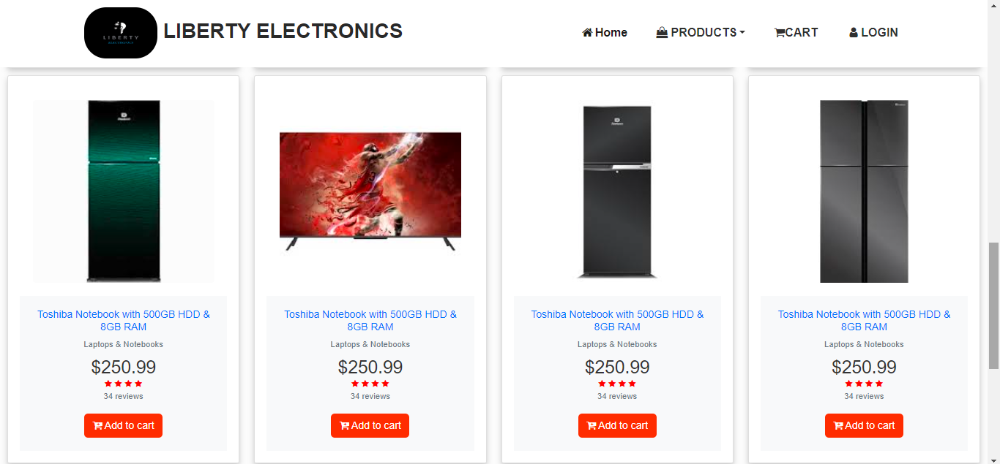 LIBERTY
ELECTRONICS
LIBERTY ELECTRONICS
Home
PRODUCTS
CART
LOGIN
Toshiba Notebook with 500GB HDD &
8GB RAM
Laptops & Notebooks
$250.99
34 reviews
Add to cart
Toshiba Notebook with 500GB HDD &
8GB RAM
Laptops & Notebooks
$250.99
34 reviews
Add to cart
Toshiba Notebook with 500GB HDD &
8GB RAM
Laptops & Notebooks
$250.99
34 reviews
Add to cart
Toshiba Notebook with 500GB HDD &
8GB RAM
Laptops & Notebooks
$250.99
34 reviews
Add to cart